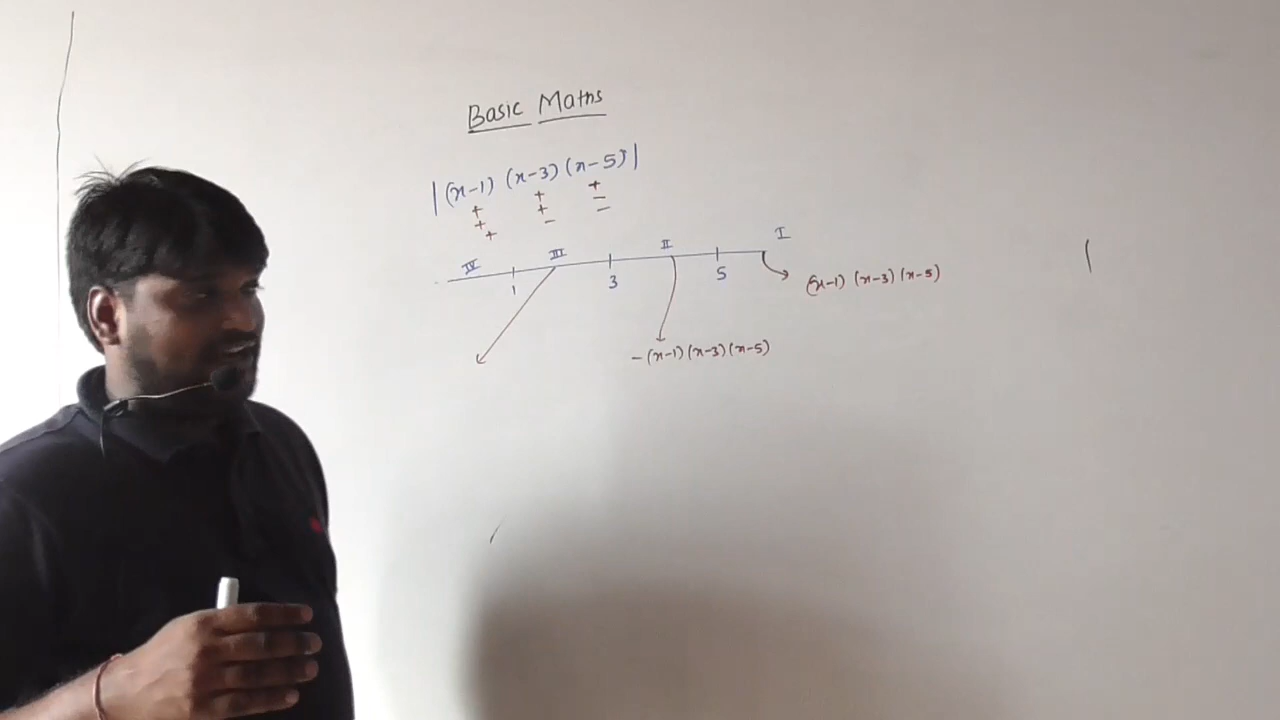 Basic Maths
|(x-1) (x-3) (x-5)|
+ + +
+ + -
+ - -
IV III II I
1 3 5
(x-1) (x-3) (x-5)
-(x-1) (x-3) (x-5)